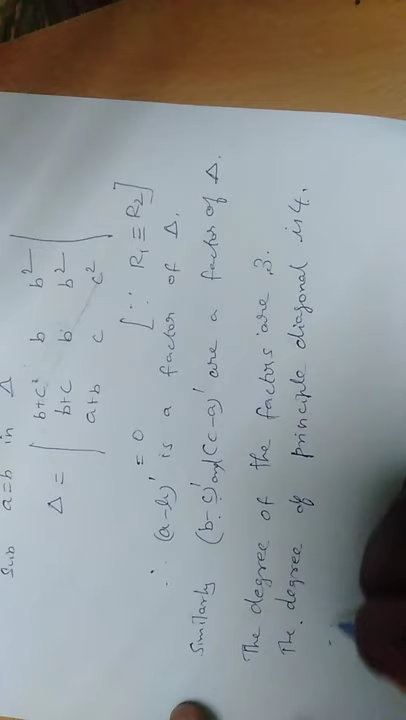 Sub a=b in Δ
Δ = | b+c b b² |
| b+c b b² |
| a+b c c² |
= 0 [∵ R₁ ≡ R₂]
∴ (a-b)' is a factor of Δ.
Similarly (b-c)' and (c-a)' are a factor of Δ.
The degree of the factors are 3.
The degree of principle diagonal is 4.